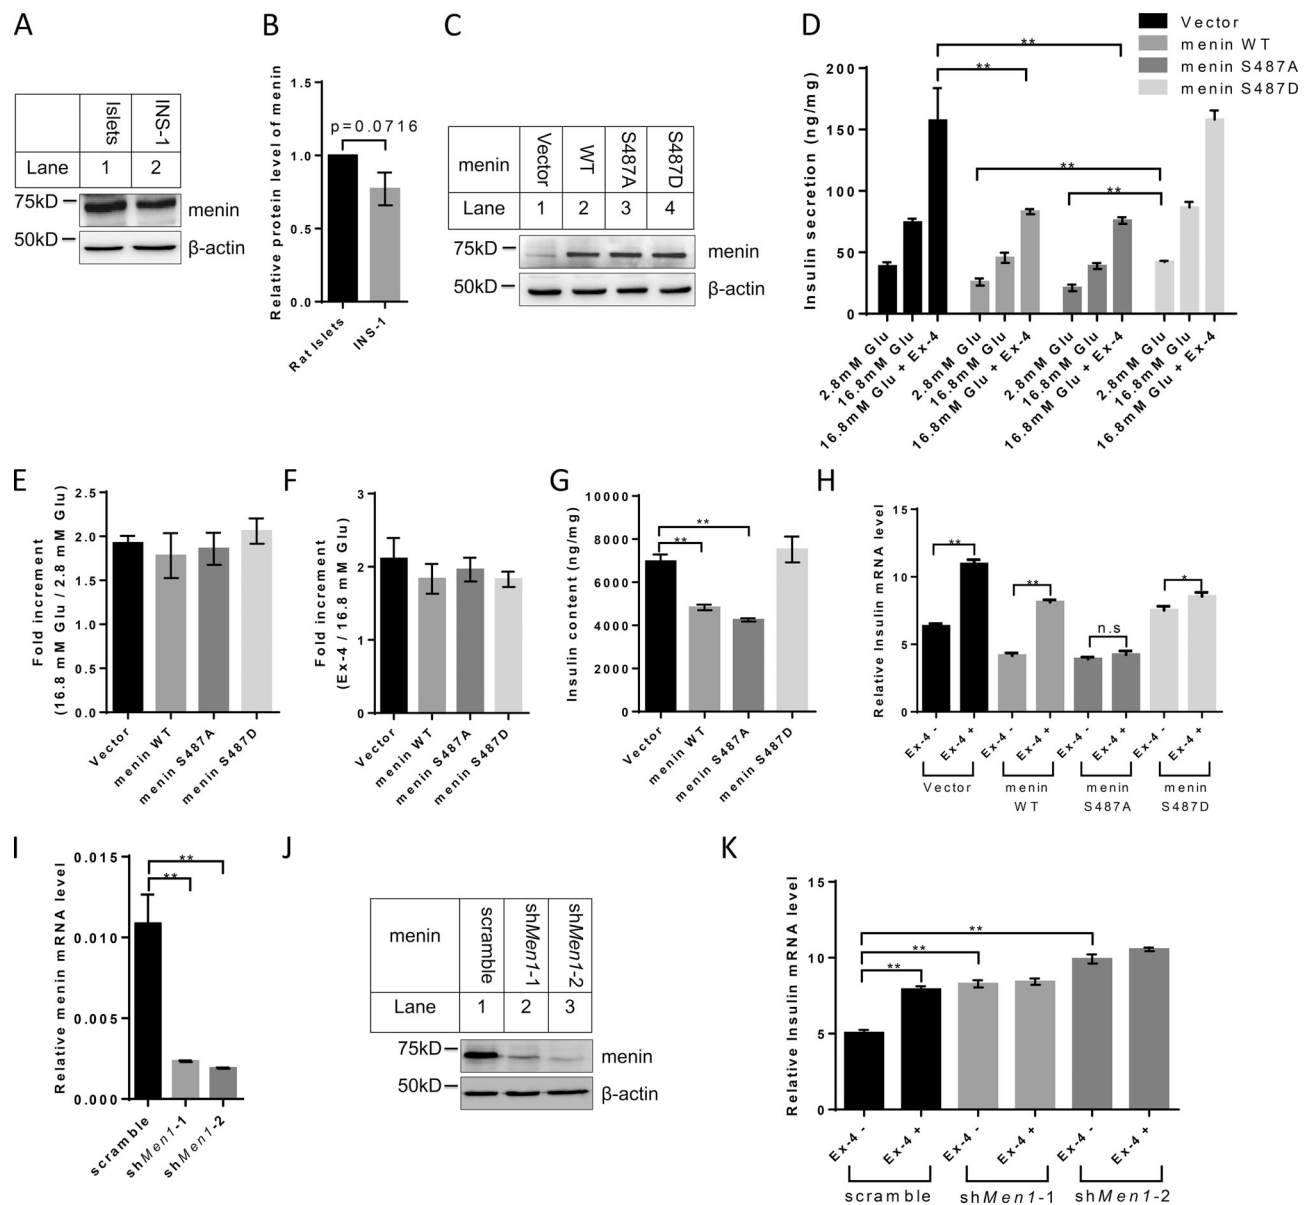 A
Islets
INS-1
Lane
1
2
75kD
menin
50kD
β-actin
B
Relative protein level of menin
1.5
1.0
0.5
0.0
p=0.0716
Rat Islets
INS-1
C
menin
Vector
WT
S487A
S487D
Lane
1
2
3
4
75kD
menin
50kD
β-actin
D
Vector
menin WT
menin S487A
menin S487D
Insulin secretion (ng/mg)
200
150
100
50
0
**
**
**
**
2.8mM Glu
16.8mM Glu
16.8mM Glu + Ex-4
2.8mM Glu
16.8mM Glu
16.8mM Glu + Ex-4
2.8mM Glu
16.8mM Glu
16.8mM Glu + Ex-4
2.8mM Glu
16.8mM Glu
16.8mM Glu + Ex-4
E
Fold increment
(16.8 mM Glu / 2.8 mM Glu)
2.5
2.0
1.5
1.0
0.5
0.0
Vector
menin WT
menin S487A
menin S487D
F
Fold increment
(Ex-4 / 16.8 mM Glu)
3
2
1
0
Vector
menin WT
menin S487A
menin S487D
G
Insulin content (ng/mg)
10000
8000
6000
4000
2000
0
**
**
Vector
menin WT
menin S487A
menin S487D
H
Relative Insulin mRNA level
15
10
5
0
**
**
n.s
*
Ex-4 -
Ex-4 +
Ex-4 -
Ex-4 +
Ex-4 -
Ex-4 +
Ex-4 -
Ex-4 +
Vector
menin
WT
menin
S487A
menin
S487D
I
Relative menin mRNA level
0.015
0.010
0.005
0.000
**
**
scramble
shMen1-1
shMen1-2
J
menin
scramble
shMen1-1
shMen1-2
Lane
1
2
3
75kD
menin
50kD
β-actin
K
Relative Insulin mRNA level
15
10
5
0
**
**
**
Ex-4 -
Ex-4 +
Ex-4 -
Ex-4 +
Ex-4 -
Ex-4 +
scramble
shMen1-1
shMen1-2